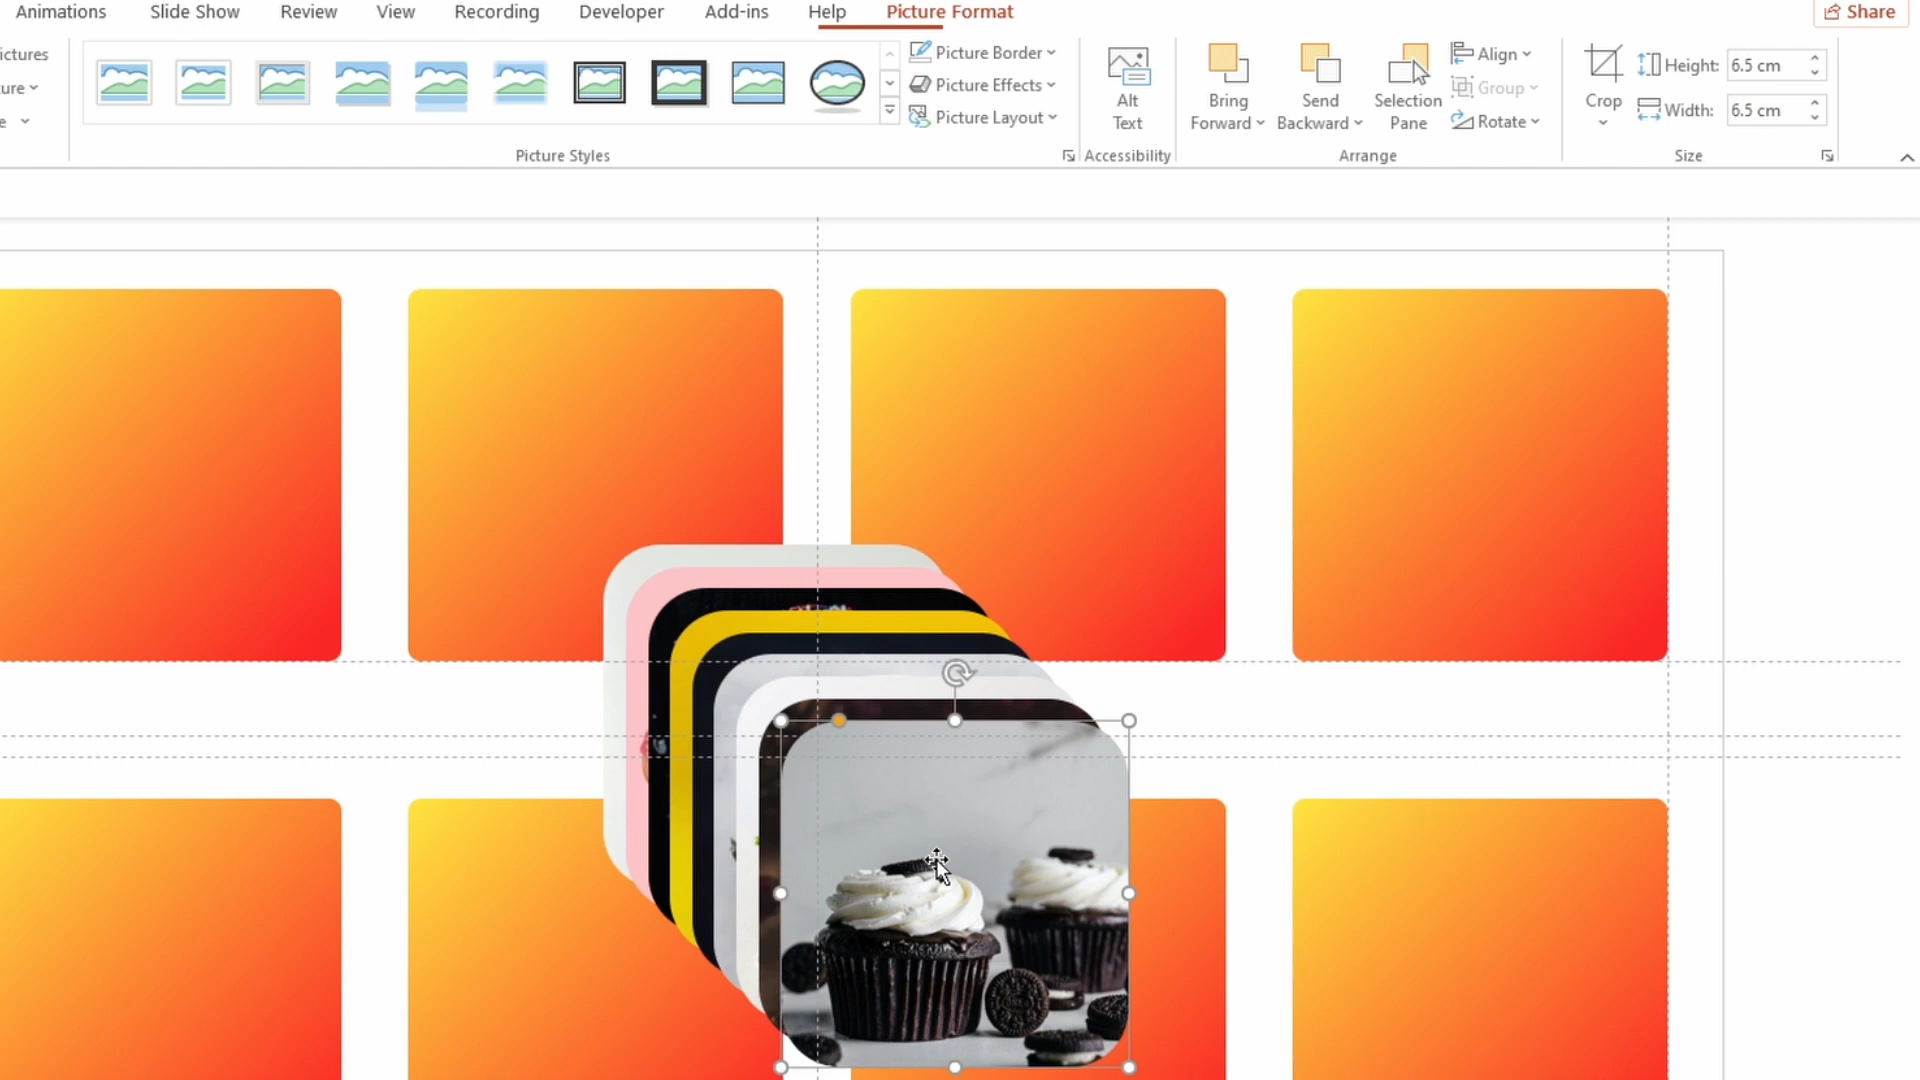 Animations Slide Show Review View Recording Developer Add-ins Help Picture Format Share
ictures
ure
e
Picture Border
Picture Effects
Picture Layout
Picture Styles
Alt
Text
Accessibility
Bring
Forward
Send
Backward
Selection
Pane
Align
Group
Rotate
Arrange
Crop
Height: 6.5 cm
Width: 6.5 cm
Size